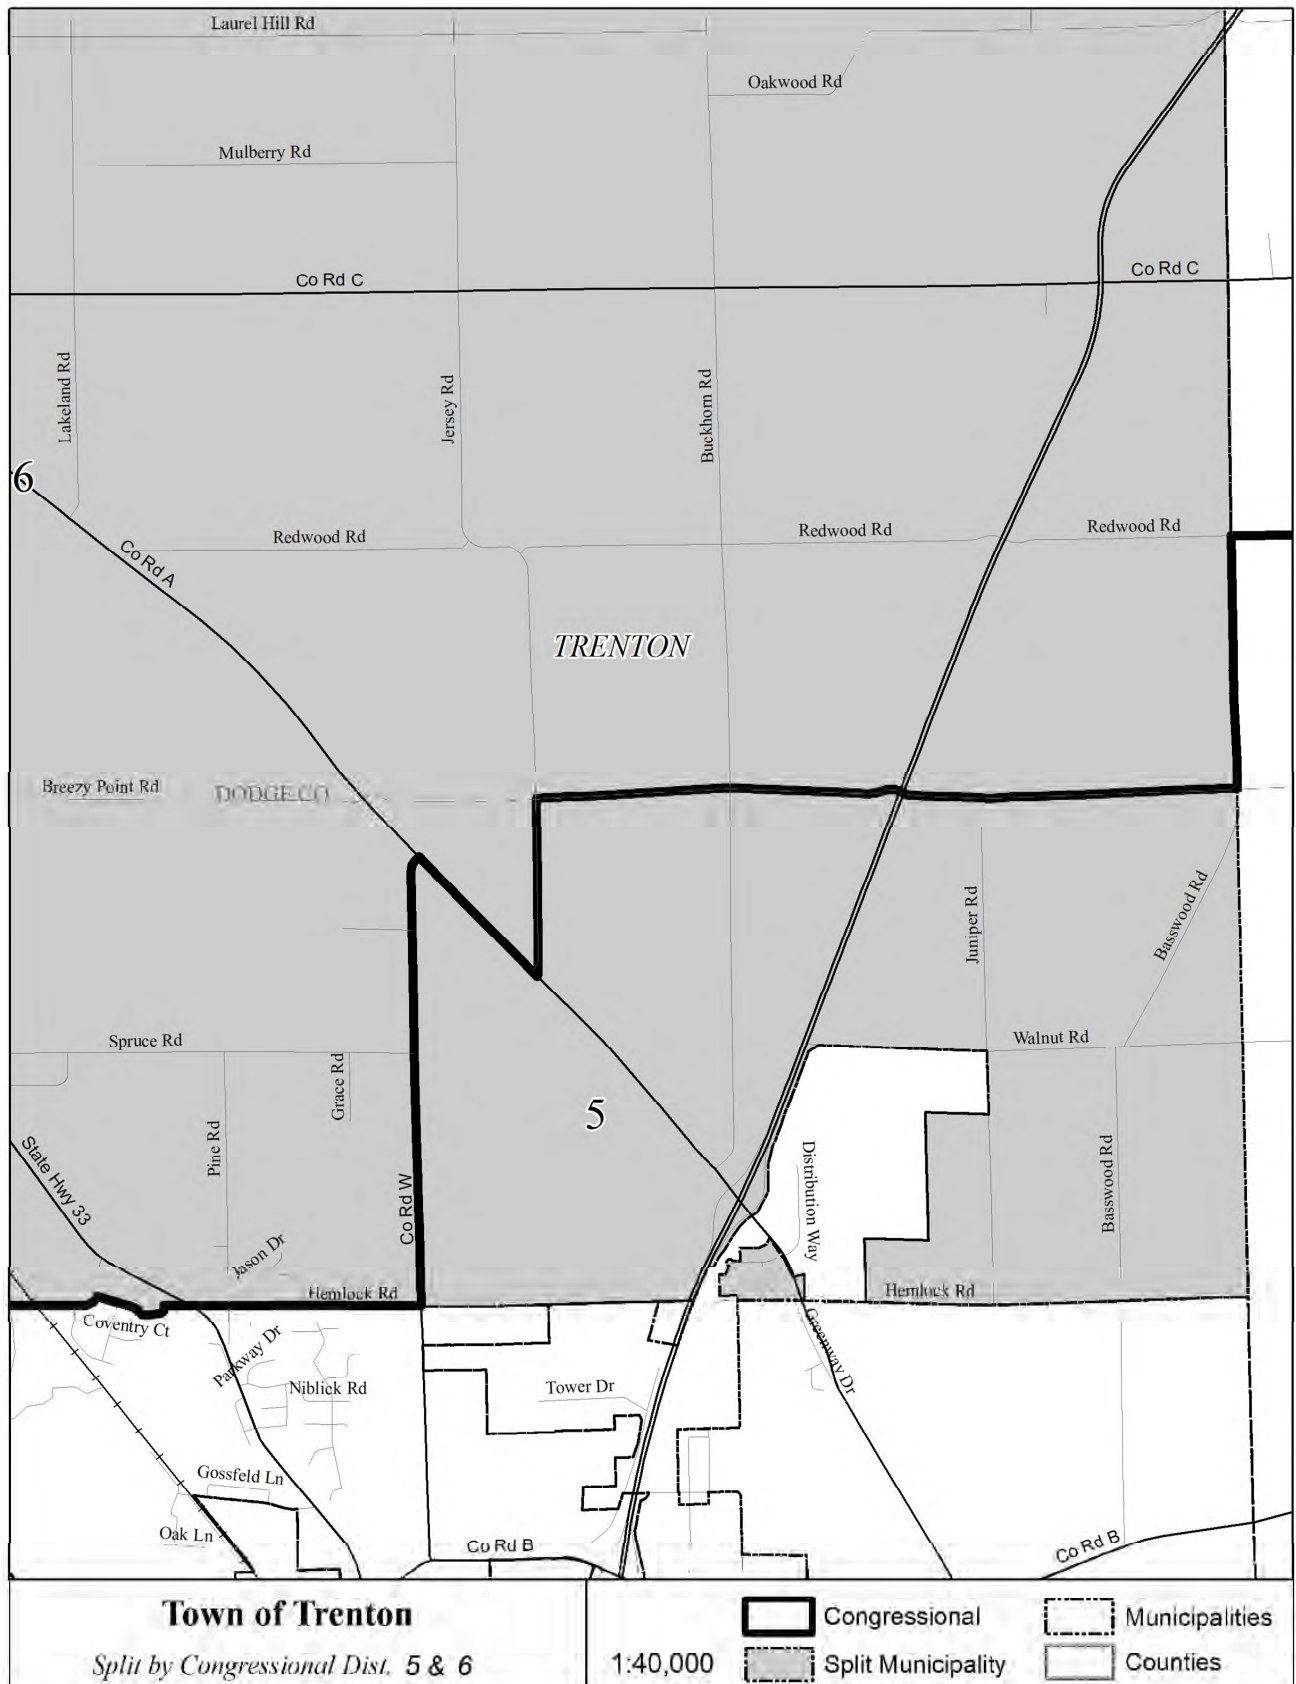 Laurel Hill Rd
Oakwood Rd
Mulberry Rd
Co Rd C
Co Rd C
Lakeland Rd
Jersey Rd
Buckhorn Rd
6
Redwood Rd
Redwood Rd
Redwood Rd
Co Rd A
TRENTON
Breezy Point Rd
DODGE CO
Juniper Rd
Basswood Rd
Spruce Rd
Walnut Rd
Grace Rd
5
Pine Rd
State Hwy 33
Co Rd W
Distribution Way
Basswood Rd
Jason Dr
Hemlock Rd
Hemlock Rd
Coventry Ct
Parkway Dr
Greenway Dr
Niblick Rd
Tower Dr
Gossfeld Ln
Oak Ln
Co Rd B
Co Rd B
Town of Trenton
Split by Congressional Dist. 5 & 6
1:40,000
Congressional
Split Municipality
Municipalities
Counties